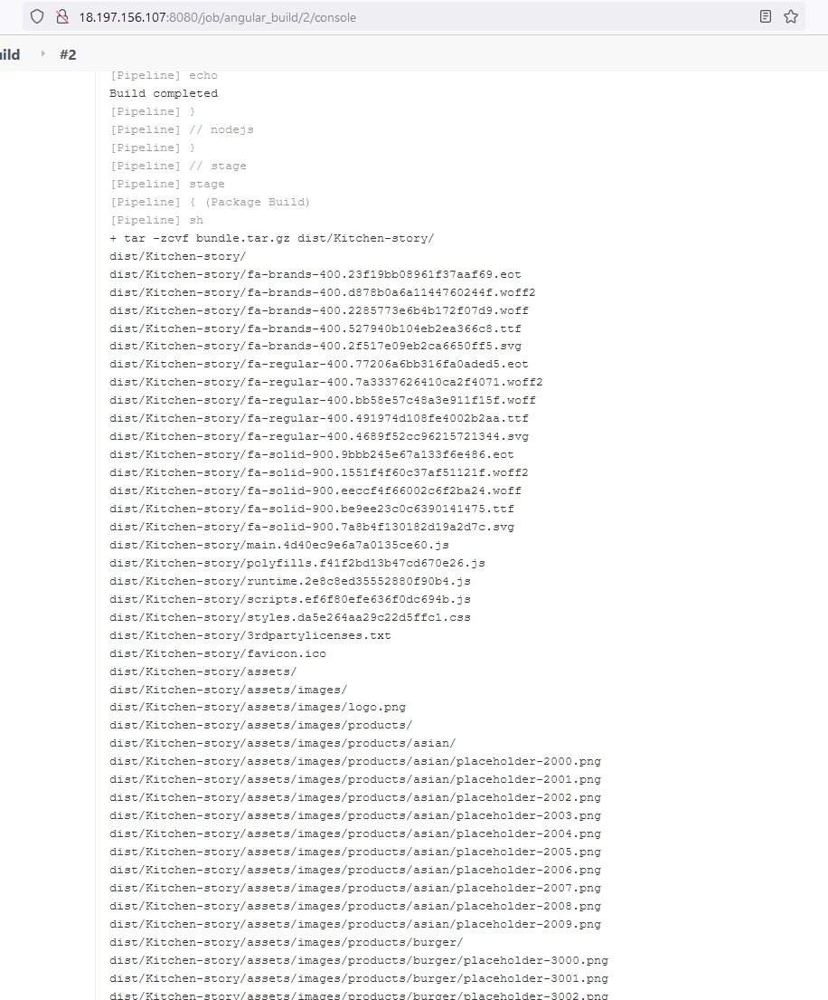 18.197.156.107:8080/job/angular_build/2/console
uild #2
[Pipeline] echo
Build completed
[Pipeline] }
[Pipeline] // nodejs
[Pipeline] }
[Pipeline] // stage
[Pipeline] stage
[Pipeline] { (Package Build)
[Pipeline] sh
+ tar -zcvf bundle.tar.gz dist/Kitchen-story/
dist/Kitchen-story/
dist/Kitchen-story/fa-brands-400.23f19bb08961f37aaf69.eot
dist/Kitchen-story/fa-brands-400.d878b0a6a1144760244f.woff2
dist/Kitchen-story/fa-brands-400.2285773e6b4b172f07d9.woff
dist/Kitchen-story/fa-brands-400.527940b104eb2ea366c8.ttf
dist/Kitchen-story/fa-brands-400.2f517e09eb2ca6650ff5.svg
dist/Kitchen-story/fa-regular-400.77206a6bb316fa0aded5.eot
dist/Kitchen-story/fa-regular-400.7a3337626410ca2f4071.woff2
dist/Kitchen-story/fa-regular-400.bb58e57c48a3e911f15f.woff
dist/Kitchen-story/fa-regular-400.491974d108fe4002b2aa.ttf
dist/Kitchen-story/fa-regular-400.4689f52cc96215721344.svg
dist/Kitchen-story/fa-solid-900.9bbb245e67a133f6e486.eot
dist/Kitchen-story/fa-solid-900.1551f4f60c37af51121f.woff2
dist/Kitchen-story/fa-solid-900.eeccf4f66002c6f2ba24.woff
dist/Kitchen-story/fa-solid-900.be9ee23c0c6390141475.ttf
dist/Kitchen-story/fa-solid-900.7a8b4f130182d19a2d7c.svg
dist/Kitchen-story/main.4d40ec9e6a7a0135ce60.js
dist/Kitchen-story/polyfills.f41f2bd13b47cd670e26.js
dist/Kitchen-story/runtime.2e8c8ed35552880f90b4.js
dist/Kitchen-story/scripts.ef6f80efe636f0dc694b.js
dist/Kitchen-story/styles.da5e264aa29c22d5ffc1.css
dist/Kitchen-story/3rdpartylicenses.txt
dist/Kitchen-story/favicon.ico
dist/Kitchen-story/assets/
dist/Kitchen-story/assets/images/
dist/Kitchen-story/assets/images/logo.png
dist/Kitchen-story/assets/images/products/
dist/Kitchen-story/assets/images/products/asian/
dist/Kitchen-story/assets/images/products/asian/placeholder-2000.png
dist/Kitchen-story/assets/images/products/asian/placeholder-2001.png
dist/Kitchen-story/assets/images/products/asian/placeholder-2002.png
dist/Kitchen-story/assets/images/products/asian/placeholder-2003.png
dist/Kitchen-story/assets/images/products/asian/placeholder-2004.png
dist/Kitchen-story/assets/images/products/asian/placeholder-2005.png
dist/Kitchen-story/assets/images/products/asian/placeholder-2006.png
dist/Kitchen-story/assets/images/products/asian/placeholder-2007.png
dist/Kitchen-story/assets/images/products/asian/placeholder-2008.png
dist/Kitchen-story/assets/images/products/asian/placeholder-2009.png
dist/Kitchen-story/assets/images/products/burger/
dist/Kitchen-story/assets/images/products/burger/placeholder-3000.png
dist/Kitchen-story/assets/images/products/burger/placeholder-3001.png
dist/Kitchen-story/assets/images/products/burger/placeholder-3002.png